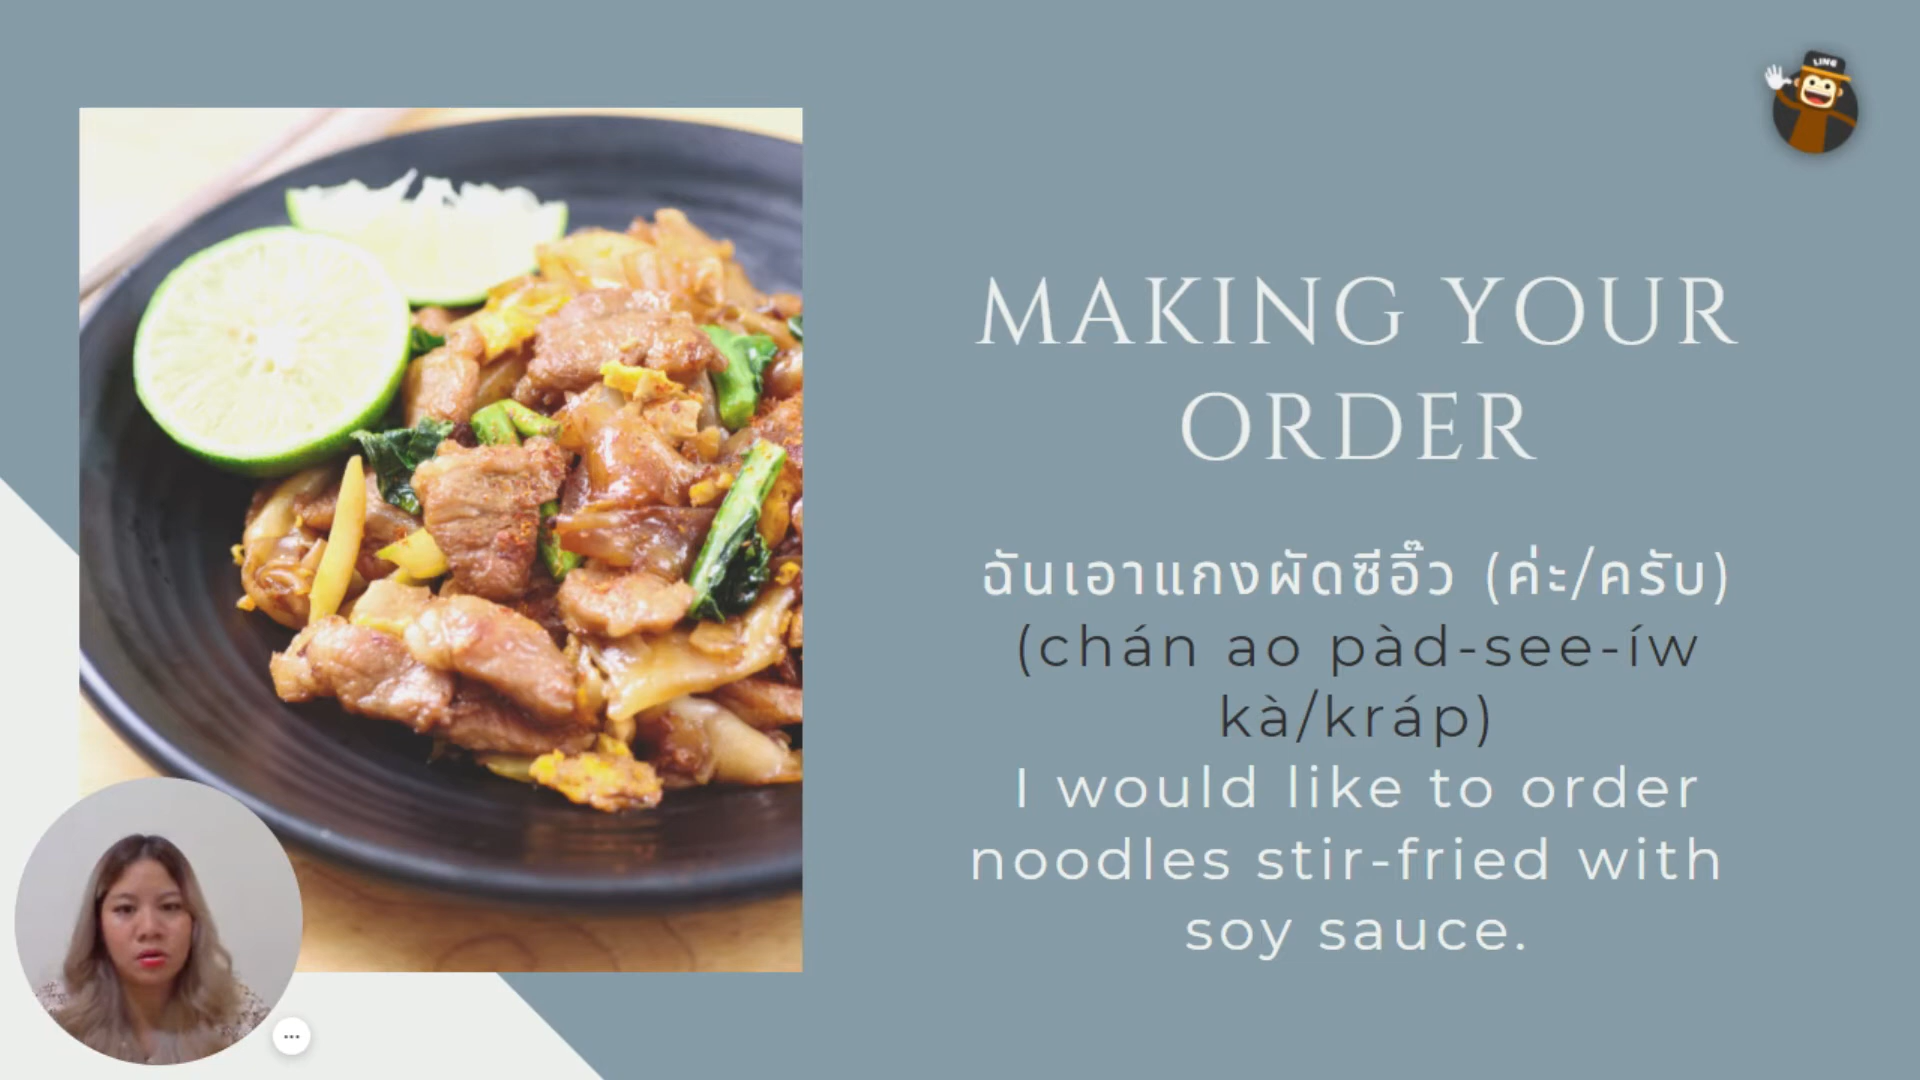 LING
MAKING YOUR
ORDER
ฉันเอาแกงผัดซีอิ๊ว (ค่ะ/ครับ)
(chán ao pàd-see-íw
kà/kráp)
I would like to order
noodles stir-fried with
soy sauce.